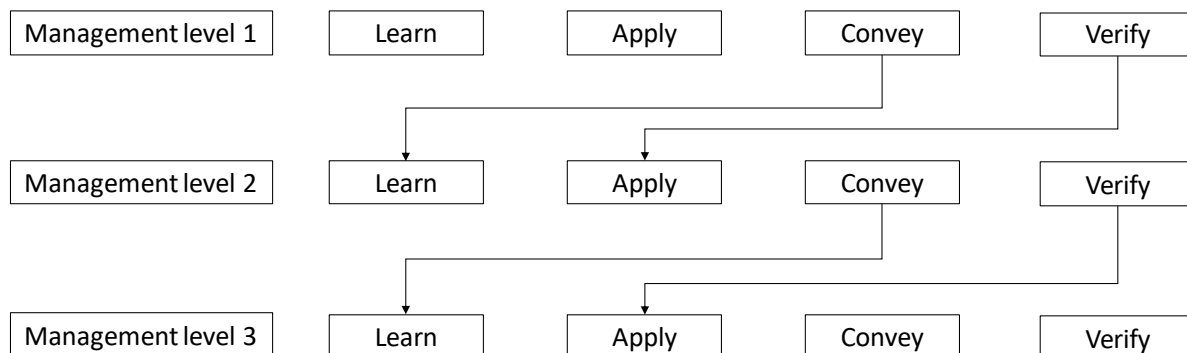 Management level 1 Learn Apply Convey Verify
Management level 2 Learn Apply Convey Verify
Management level 3 Learn Apply Convey Verify